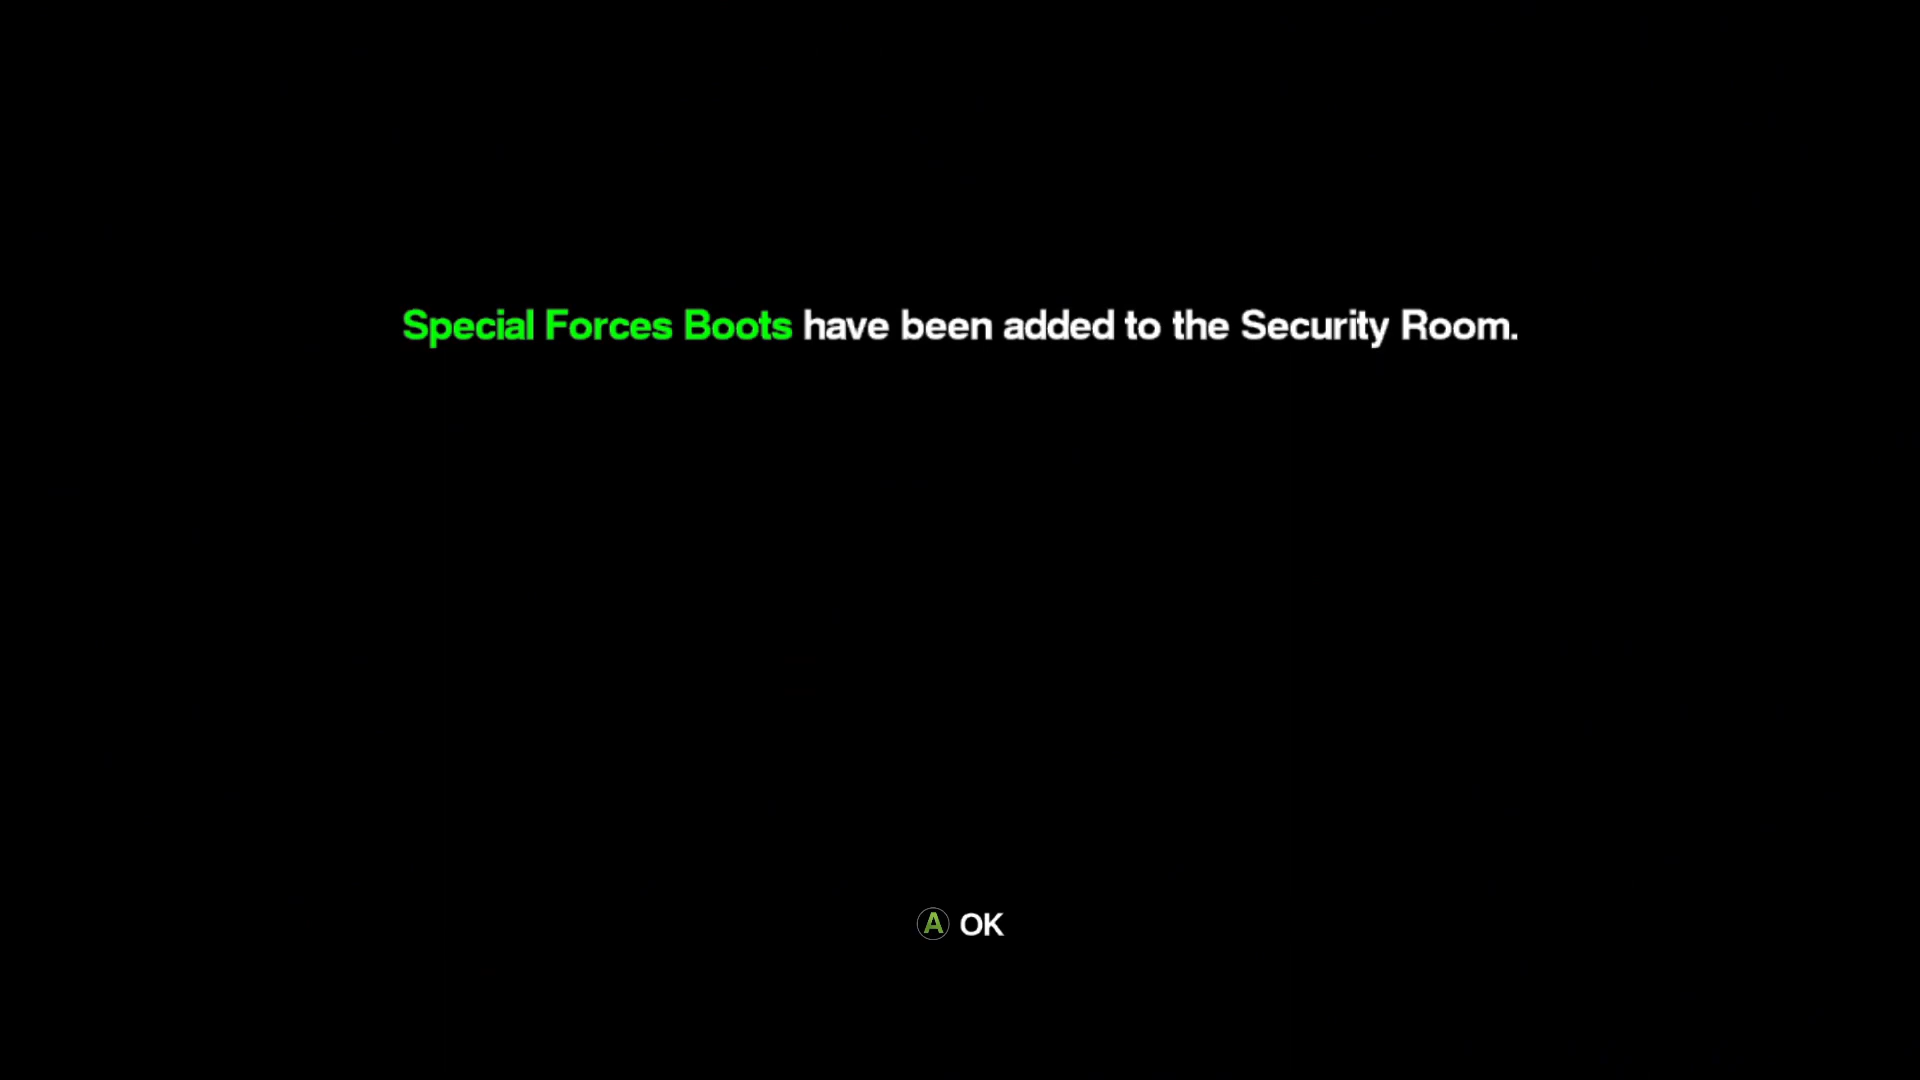 Special Forces Boots have been added to the Security Room.
A OK